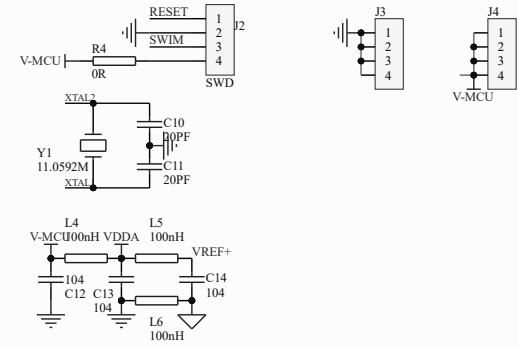 RESET
1
J2
2
SWIM
3
V-MCU
R4
4
0R
SWD
J3
1
2
3
4
J4
1
2
3
4
V-MCU
XTAL2
C10
20PF
Y1
11.0592M
C11
20PF
XTAL
L4
L5
V-MCU
100nH
VDDA
100nH
VREF+
104
C12
C13
104
C14
104
L6
100nH